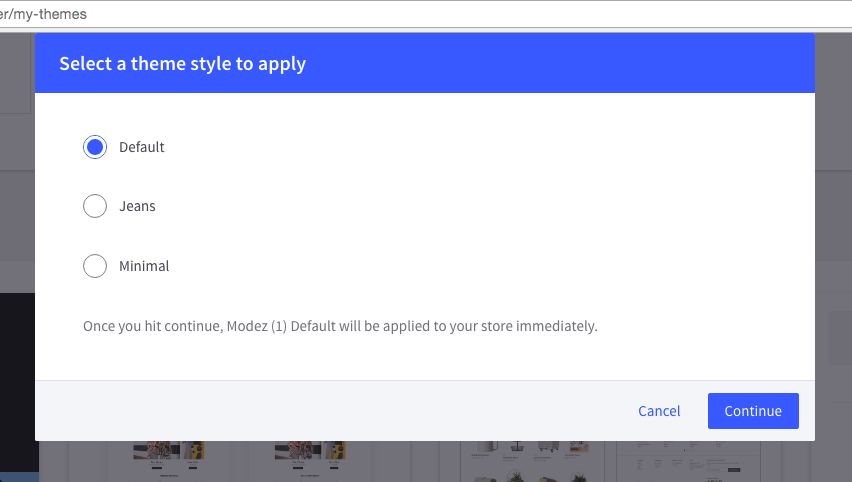 er/my-themes
Select a theme style to apply
Default
Jeans
Minimal
Once you hit continue, Modez (1) Default will be applied to your store immediately.
Cancel
Continue